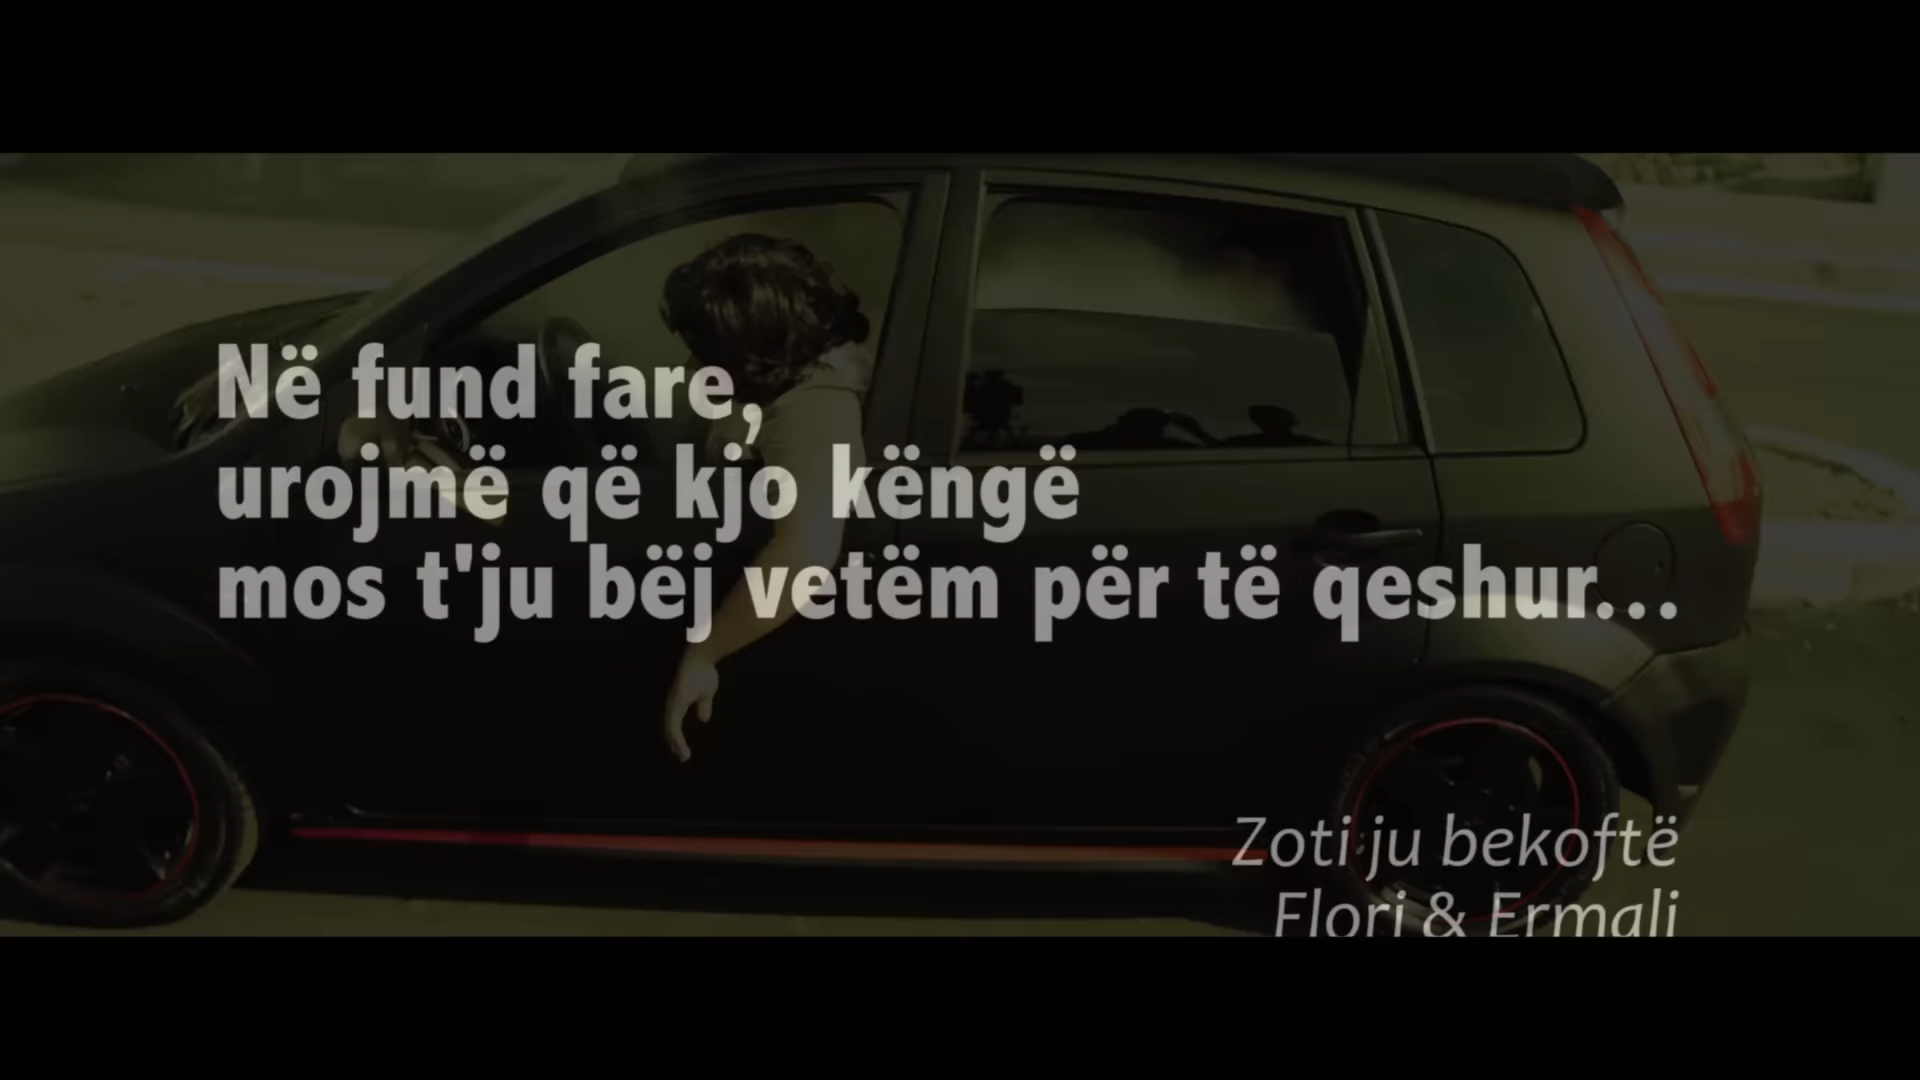 Në fund fare,
urojmë që kjo këngë
mos t'ju bëj vetëm për të qeshur...
Zoti ju bekoftë
Flori & Ermali